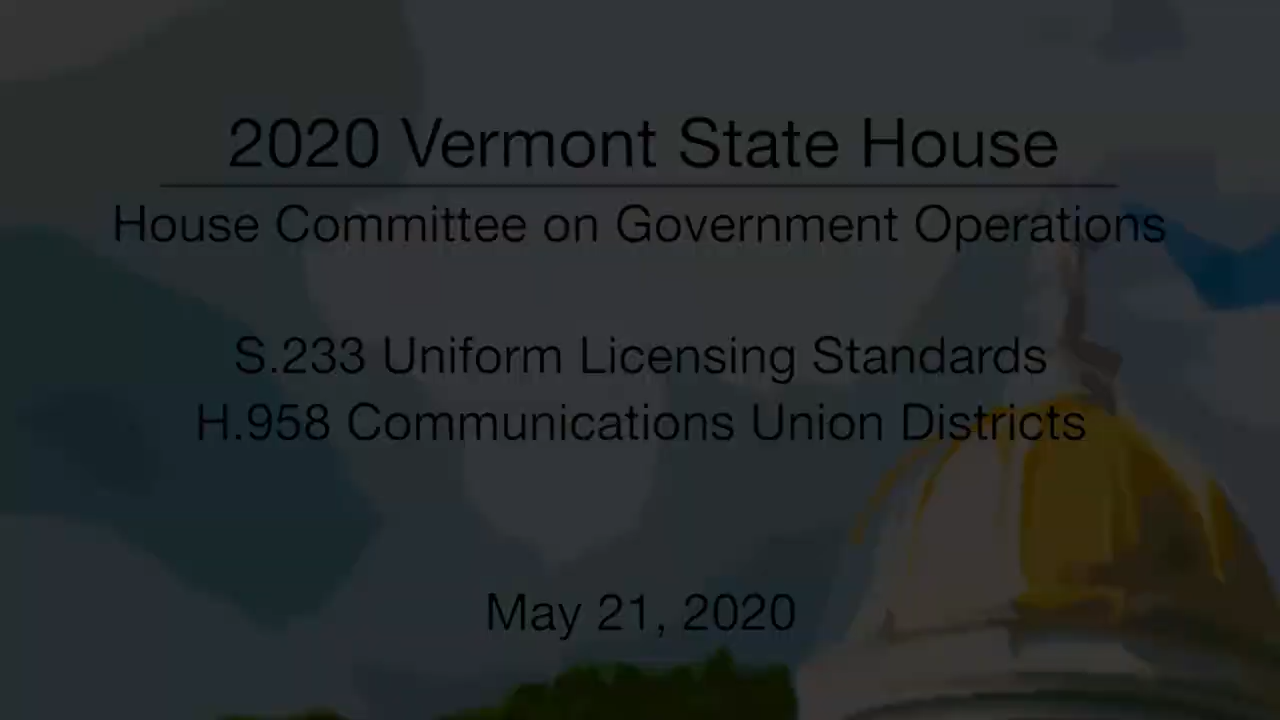 2020 Vermont State House
House Committee on Government Operations
S.233 Uniform Licensing Standards
H.958 Communications Union Districts
May 21, 2020